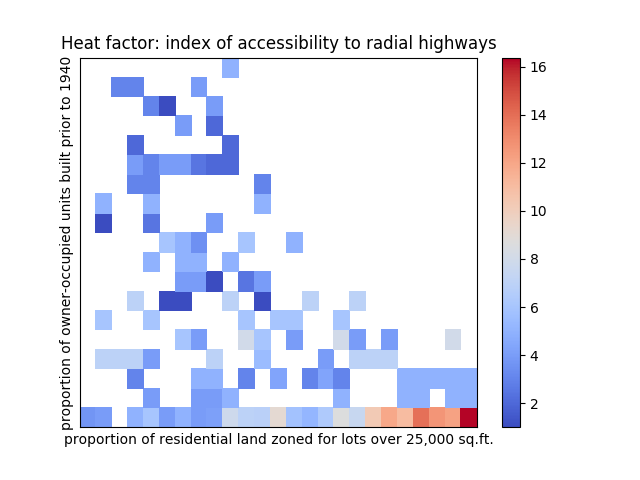 Heat factor: index of accessibility to radial highways
proportion of owner-occupied units built prior to 1940
16
14
12
10
8
6
4
2
proportion of residential land zoned for lots over 25,000 sq.ft.